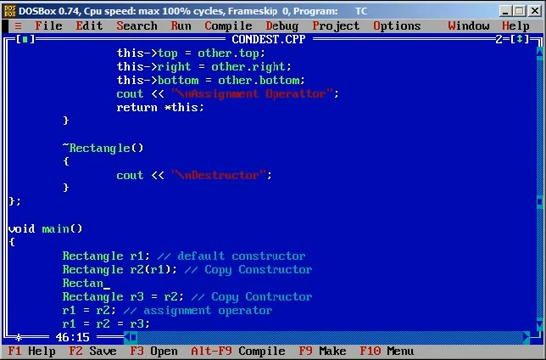 DOSBox 0.74, Cpu speed: max 100% cycles, Frameskip 0, Program: TC
≡ File Edit Search Run Compile Debug Project Options Window Help
[■] CONDEST.CPP 2=[↕]
this->top = other.top;
this->right = other.right;
this->bottom = other.bottom;
cout << "\nAssignment Operattor";
return *this;
}
~Rectangle()
{
cout << "\nDestructor";
}
};
void main()
{
Rectangle r1; // default constructor
Rectangle r2(r1); // Copy Constructor
Rectan_
Rectangle r3 = r2; // Copy Contructor
r1 = r2; // assignment operator
r1 = r2 = r3;
* 46:15
F1 Help F2 Save F3 Open Alt-F9 Compile F9 Make F10 Menu